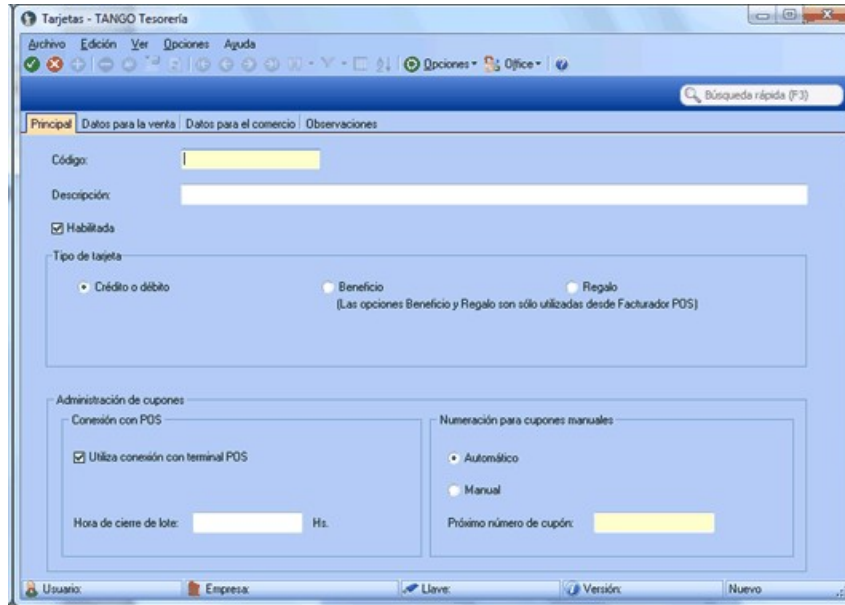 Tarjetas - TANGO Tesorería
Archivo Edición Ver Opciones Ayuda
Opciones Office
Búsqueda rápida (F3)
Principal Datos para la venta Datos para el comercio Observaciones
Código:
Descripción:
Habilitada
Tipo de tarjeta
Crédito o débito Beneficio Regalo
(Las opciones Beneficio y Regalo son sólo utilizadas desde Facturador POS)
Administración de cupones
Conexión con POS Numeración para cupones manuales
Utiliza conexión con terminal POS Automático
Manual
Hora de cierre de lote: Hs. Próximo número de cupón:
Usuario: Empresa: Llave: Versión: Nuevo